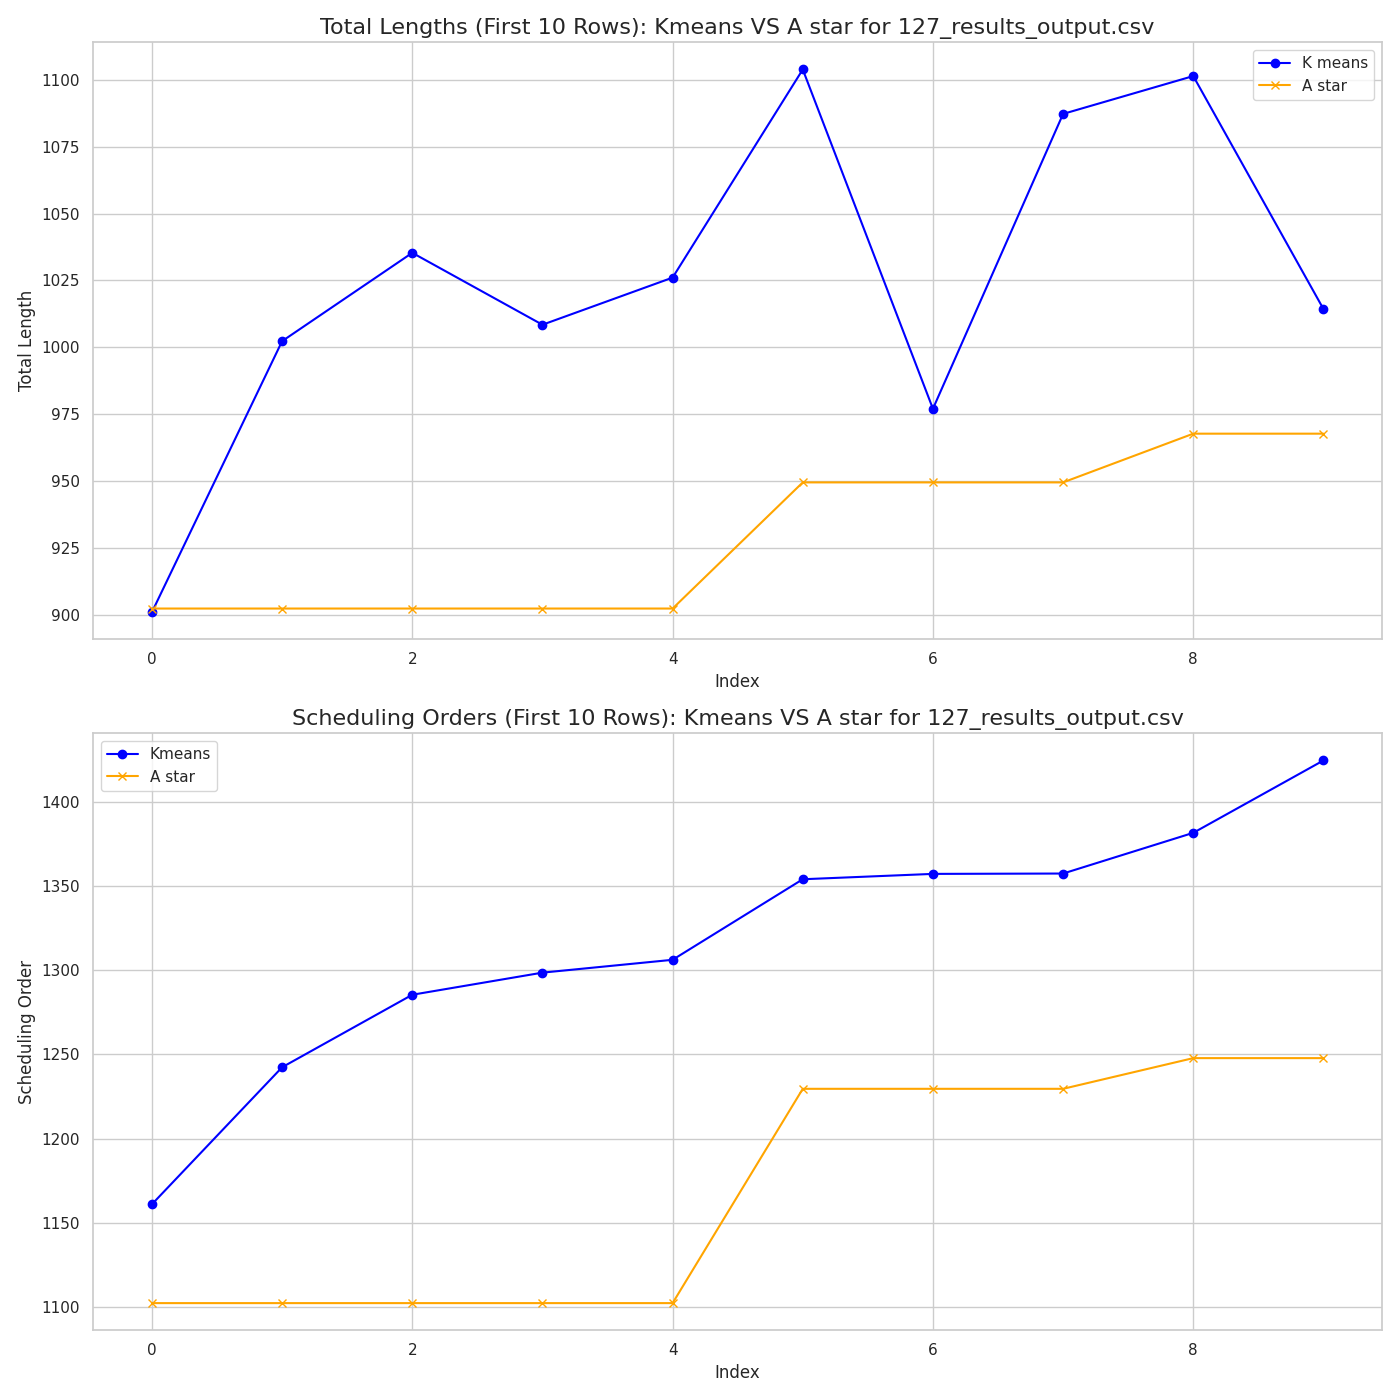 Total Lengths (First 10 Rows): Kmeans VS A star for 127_results_output.csv
K means
A star
1100
1075
1050
1025
1000
975
950
925
900
Total Length
0 2 4 6 8
Index
Scheduling Orders (First 10 Rows): Kmeans VS A star for 127_results_output.csv
Kmeans
A star
1400
1350
1300
1250
1200
1150
1100
Scheduling Order
0 2 4 6 8
Index